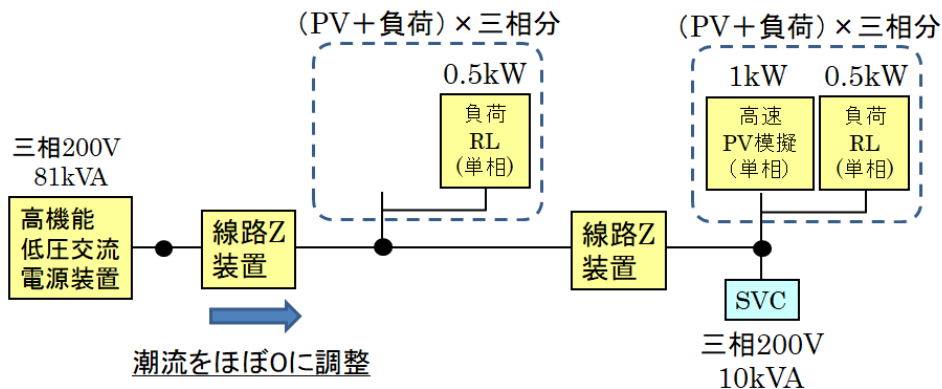 (PV＋負荷)×三相分
(PV＋負荷)×三相分
0.5kW
負荷
RL
(単相)
1kW
高速
PV模擬
(単相)
0.5kW
負荷
RL
(単相)
三相200V
81kVA
高機能
低圧交流
電源装置
線路Z
装置
線路Z
装置
SVC
三相200V
10kVA
潮流をほぼ0に調整